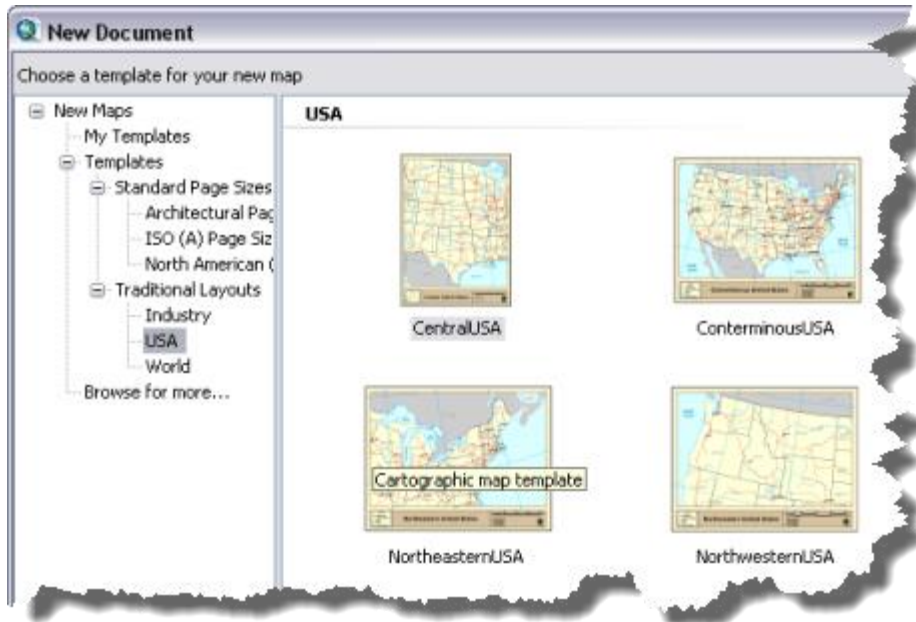 New Document
Choose a template for your new map
New Maps
My Templates
Templates
Standard Page Sizes
Architectural Pag
ISO (A) Page Siz
North American (
Traditional Layouts
Industry
USA
World
Browse for more...
USA
CentralUSA
ConterminousUSA
Cartographic map template
NortheasternUSA
NorthwesternUSA